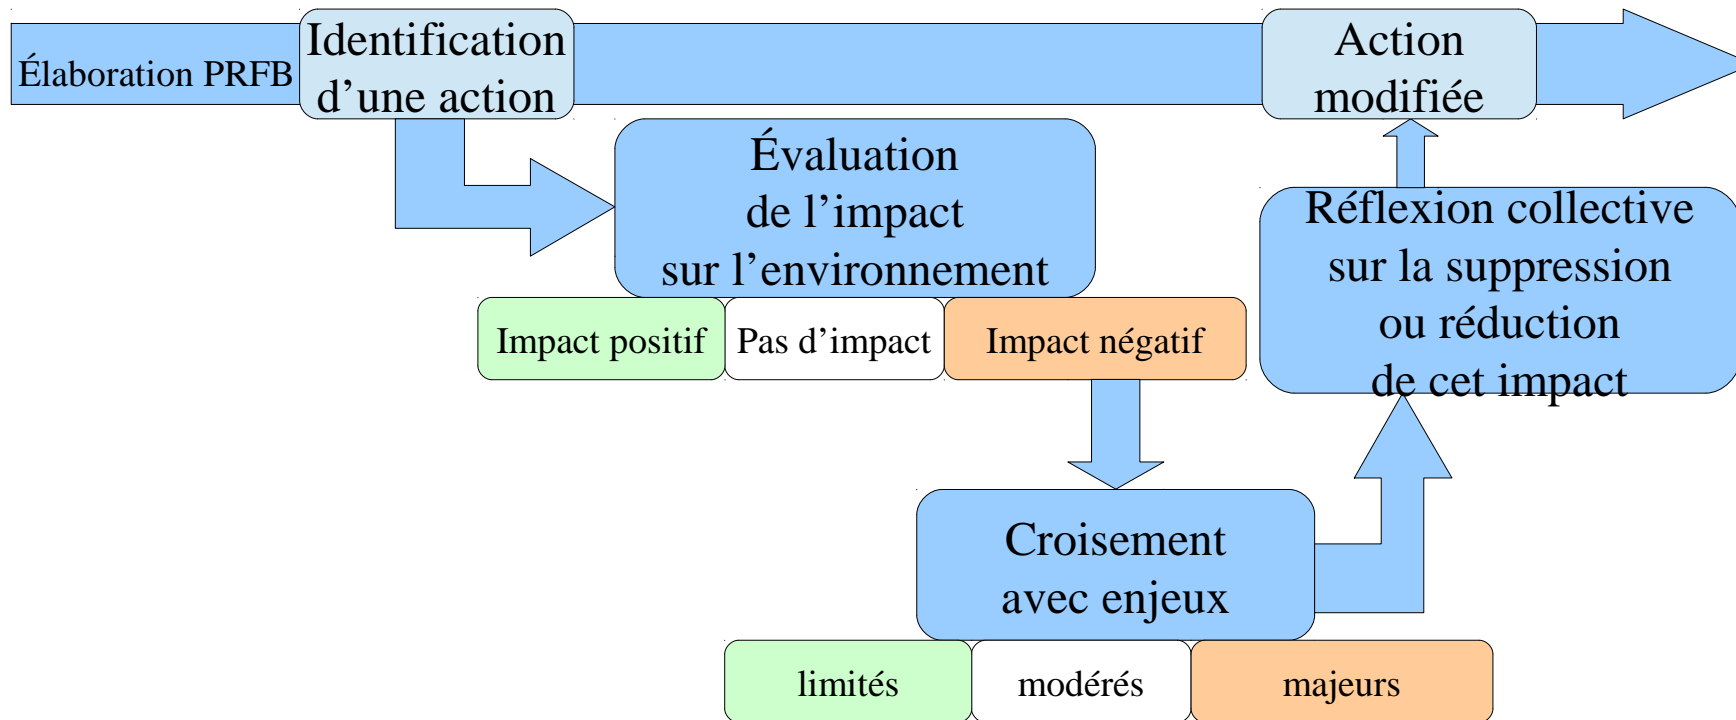 Élaboration PRFB
Identification
d’une action
Action
modifiée
Évaluation
de l’impact
sur l’environnement
Impact positif
Pas d’impact
Impact négatif
Réflexion collective
sur la suppression
ou réduction
de cet impact
Croisement
avec enjeux
limités
modérés
majeurs